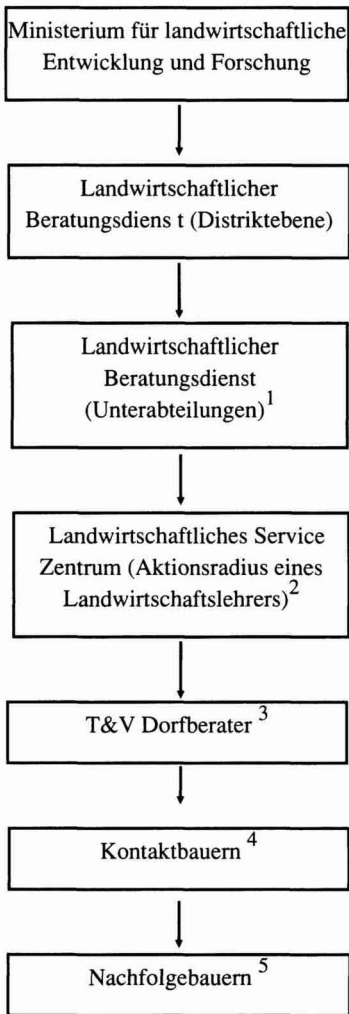 Ministerium für landwirtschaftliche
Entwicklung und Forschung
Landwirtschaftlicher
Beratungsdiens t (Distriktebene)
Landwirtschaftlicher
Beratungsdienst
(Unterabteilungen)1
Landwirtschaftliches Service
Zentrum (Aktionsradius eines
Landwirtschaftslehrers)2
T&V Dorfberater 3
Kontaktbauern 4
Nachfolgebauern 5